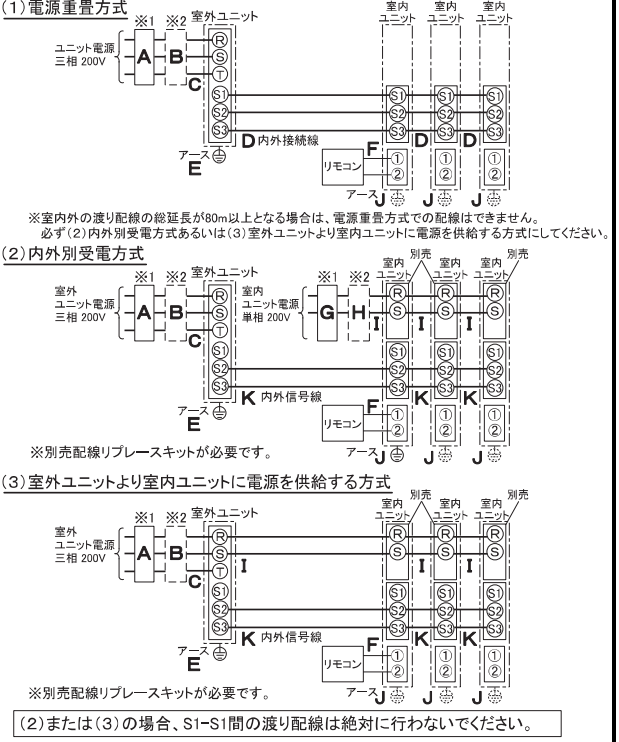 (1)電源重畳方式
※1 ※2 室外ユニット
室内ユニット 室内ユニット 室内ユニット
ユニット電源
三相 200V
A B C
R
S
T
S1
S2
S3
S1 S1 S1
S2 S2 S2
S3 S3 S3
D 内外接続線 F D D
アース
E
リモコン
① ① ①
② ② ②
アース J J J
※室内外の渡り配線の総延長が80m以上となる場合は、電源重畳方式での配線はできません。
必ず(2)内外別受電方式あるいは(3)室外ユニットより室内ユニットに電源を供給する方式にしてください。
(2)内外別受電方式
※1 ※2 室外ユニット
※1 ※2
室内ユニット 別売 室内ユニット 室内ユニット 別売
室外
ユニット電源
三相 200V
A B C
R
S
T
S1
S2
S3
室内
ユニット電源
単相 200V
G H I I I
R R R
S S S
S1 S1 S1
S2 S2 S2
S3 S3 S3
K 内外信号線 F K K
アース
E
リモコン
① ① ①
② ② ②
※別売配線リプレースキットが必要です。
アース J J J
(3)室外ユニットより室内ユニットに電源を供給する方式
※1 ※2 室外ユニット
室内ユニット 別売 室内ユニット 室内ユニット 別売
室外
ユニット電源
三相 200V
A B C
R
S
T
S1
S2
S3
I I I
R R R
S S S
S1 S1 S1
S2 S2 S2
S3 S3 S3
K 内外信号線 F K K
アース
E
リモコン
① ① ①
② ② ②
※別売配線リプレースキットが必要です。
アース J J J
(2)または(3)の場合、S1-S1間の渡り配線は絶対に行わないでください。